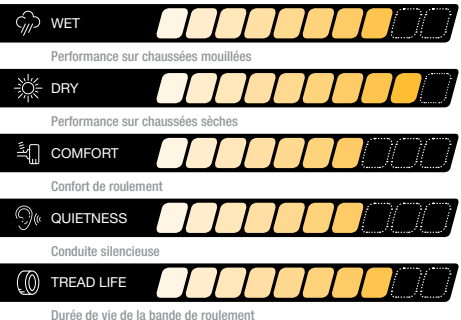 WET
Performance sur chaussées mouillées
DRY
Performance sur chaussées sèches
COMFORT
Confort de roulement
QUIETNESS
Conduite silencieuse
TREAD LIFE
Durée de vie de la bande de roulement